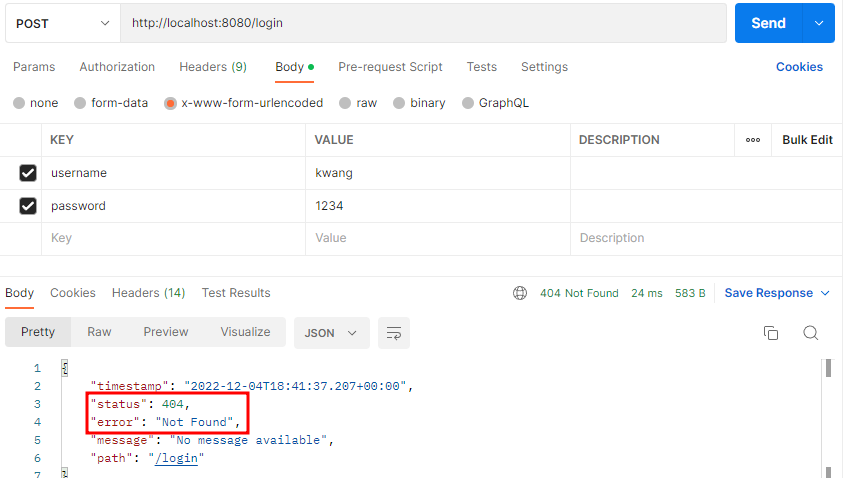 POST http://localhost:8080/login Send
Params Authorization Headers (9) Body Pre-request Script Tests Settings Cookies
none form-data x-www-form-urlencoded raw binary GraphQL
KEY VALUE DESCRIPTION ooo Bulk Edit
username kwang
password 1234
Key Value Description
Body Cookies Headers (14) Test Results 404 Not Found 24 ms 583 B Save Response
Pretty Raw Preview Visualize JSON
1 {
2 "timestamp": "2022-12-04T18:41:37.207+00:00",
3 "status": 404,
4 "error": "Not Found",
5 "message": "No message available",
6 "path": "/login"
7 }